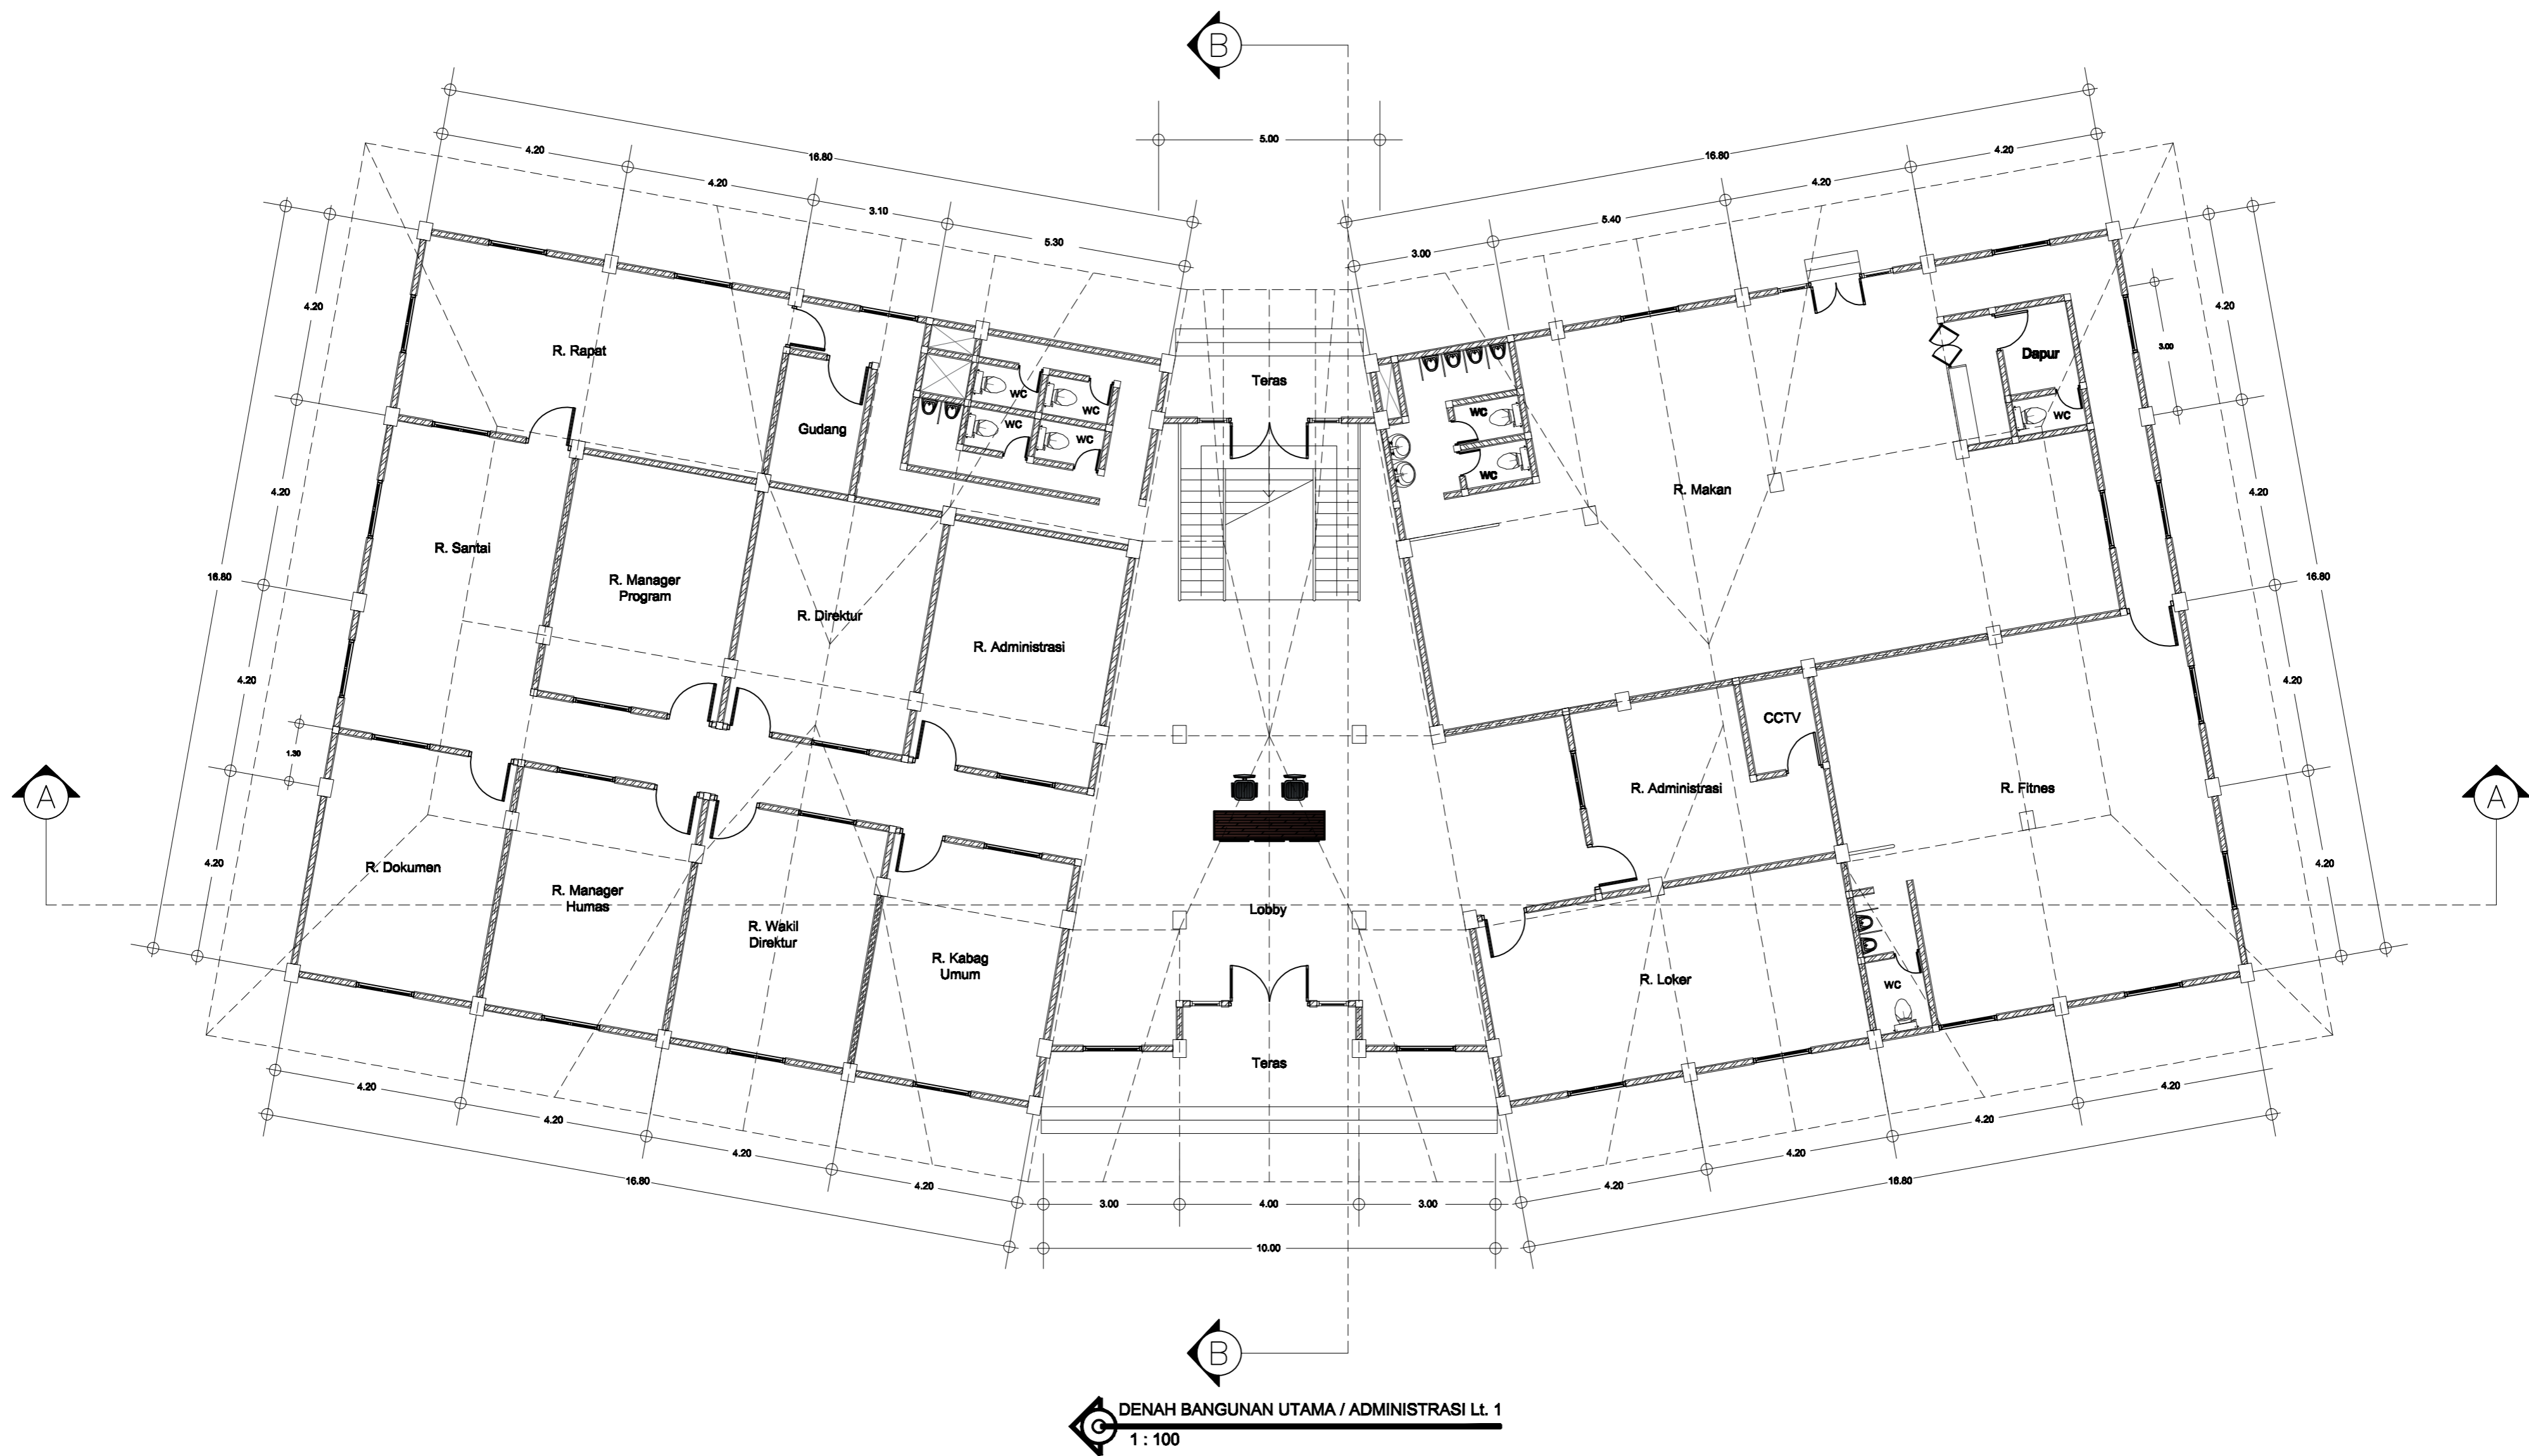 B
5.00
4.20
16.80
4.20
3.10
5.30
16.80
4.20
4.20
5.40
3.00
4.20
4.20
4.20
4.20
16.80
1.30
4.20
4.20
3.00
4.20
4.20
16.80
4.20
R. Rapat
Gudang
WC
WC
WC
WC
Teras
WC
WC
R. Makan
Dapur
WC
R. Santai
R. Manager
Program
R. Direktur
R. Administrasi
CCTV
R. Administrasi
R. Fitnes
A
A
R. Dokumen
R. Manager
Humas
R. Wakil
Direktur
R. Kabag
Umum
Lobby
R. Loker
WC
Teras
4.20
4.20
4.20
4.20
16.80
3.00
4.00
3.00
10.00
4.20
4.20
4.20
4.20
16.80
B
DENAH BANGUNAN UTAMA / ADMINISTRASI Lt. 1
1 : 100